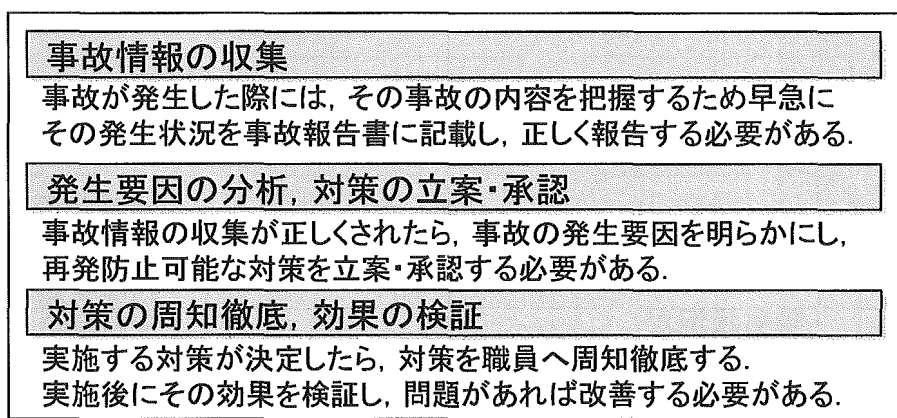 事故情報の収集
事故が発生した際には，その事故の内容を把握するため早急に
その発生状況を事故報告書に記載し，正しく報告する必要がある．
発生要因の分析，対策の立案・承認
事故情報の収集が正しくされたら，事故の発生要因を明らかにし，
再発防止可能な対策を立案・承認する必要がある．
対策の周知徹底，効果の検証
実施する対策が決定したら，対策を職員へ周知徹底する．
実施後にその効果を検証し，問題があれば改善する必要がある．